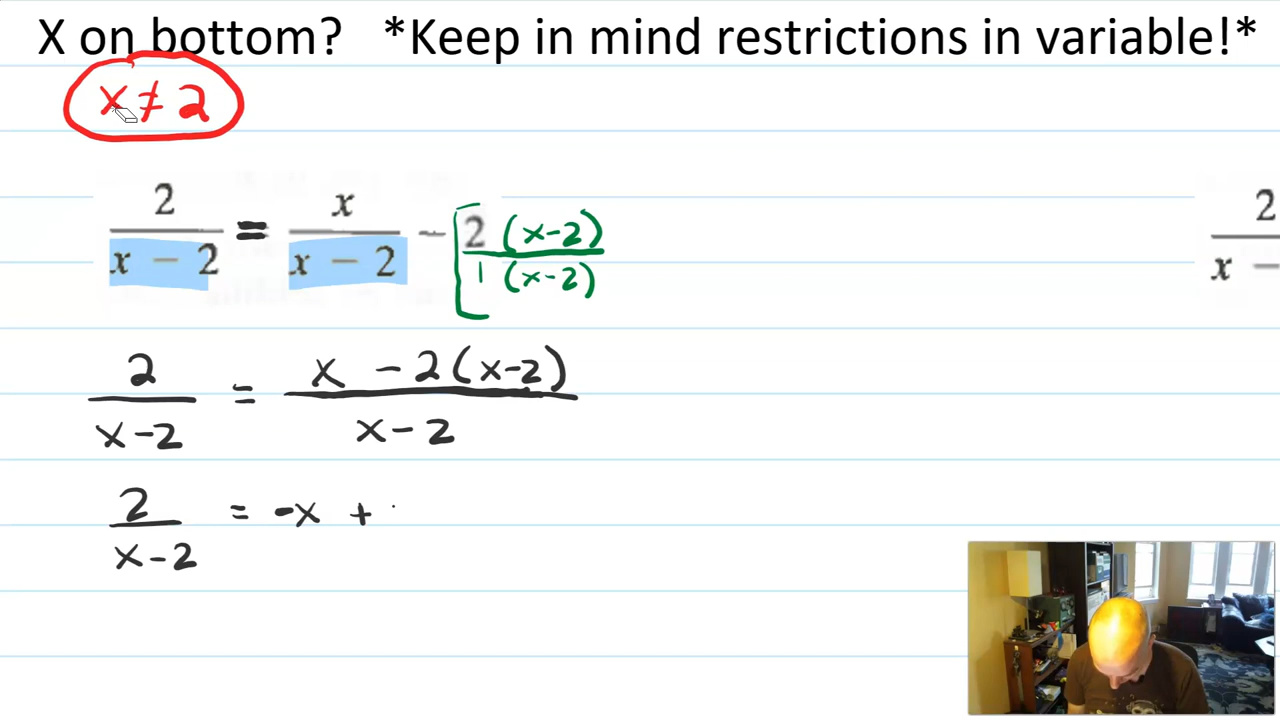 X on bottom? *Keep in mind restrictions in variable!*
x ≠ 2
2/(x − 2) = x/(x − 2) − [2 (x-2)/1 (x-2)
2/(x −
2/(x-2) = (x - 2(x-2))/(x-2)
2/(x-2) = -x +